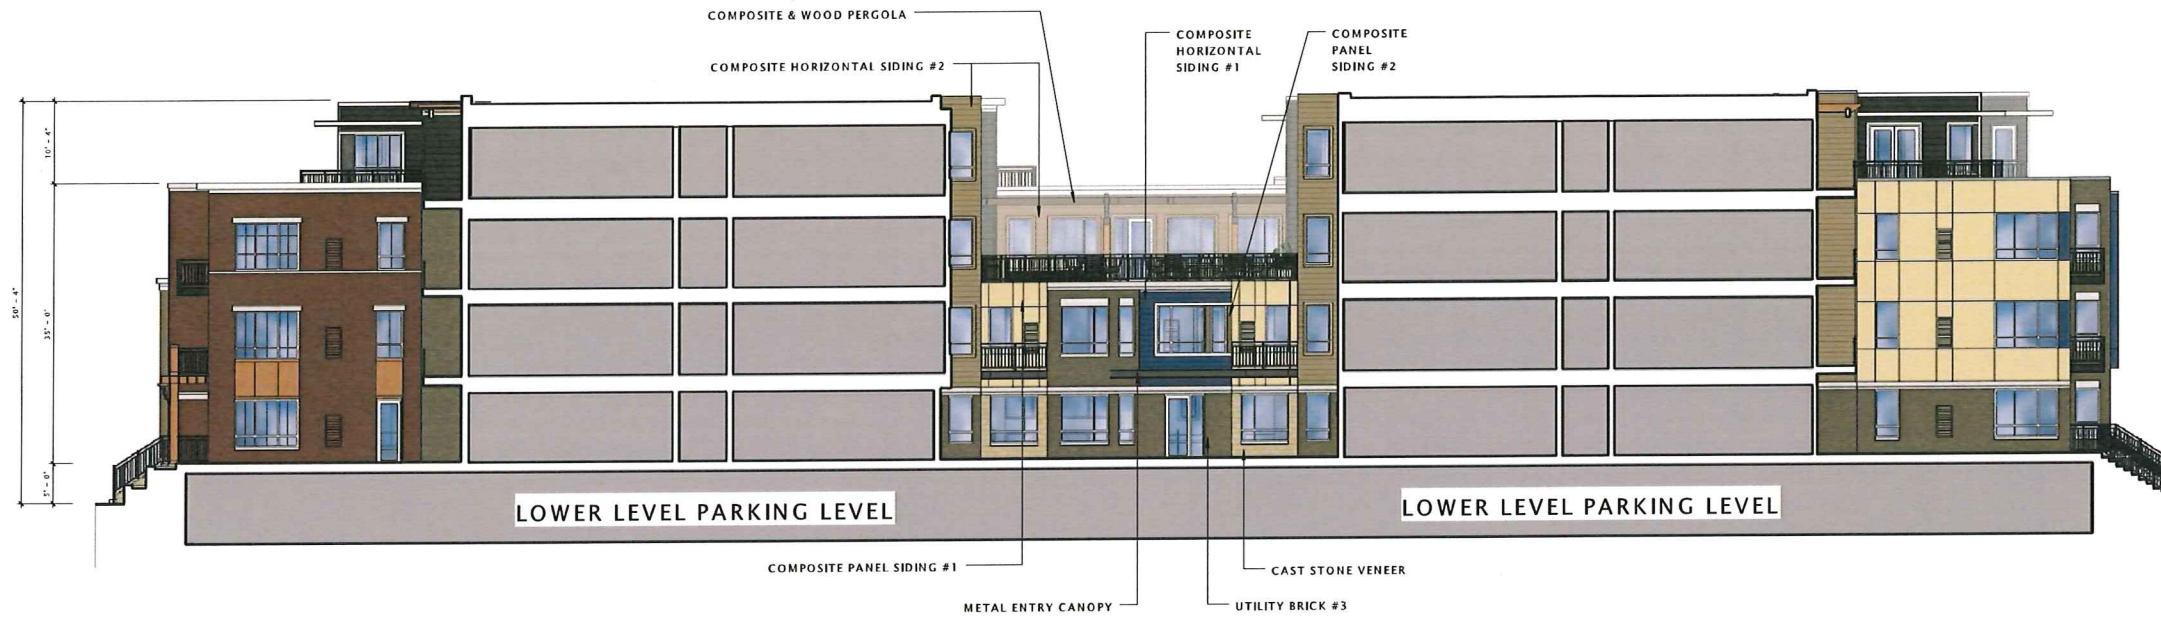 COMPOSITE & WOOD PERGOLA
COMPOSITE HORIZONTAL SIDING #2
COMPOSITE
HORIZONTAL
SIDING #1
COMPOSITE
PANEL
SIDING #2
10' - 4"
50' - 4"
35' - 0"
5' - 0"
LOWER LEVEL PARKING LEVEL
LOWER LEVEL PARKING LEVEL
COMPOSITE PANEL SIDING #1
CAST STONE VENEER
METAL ENTRY CANOPY
UTILITY BRICK #3